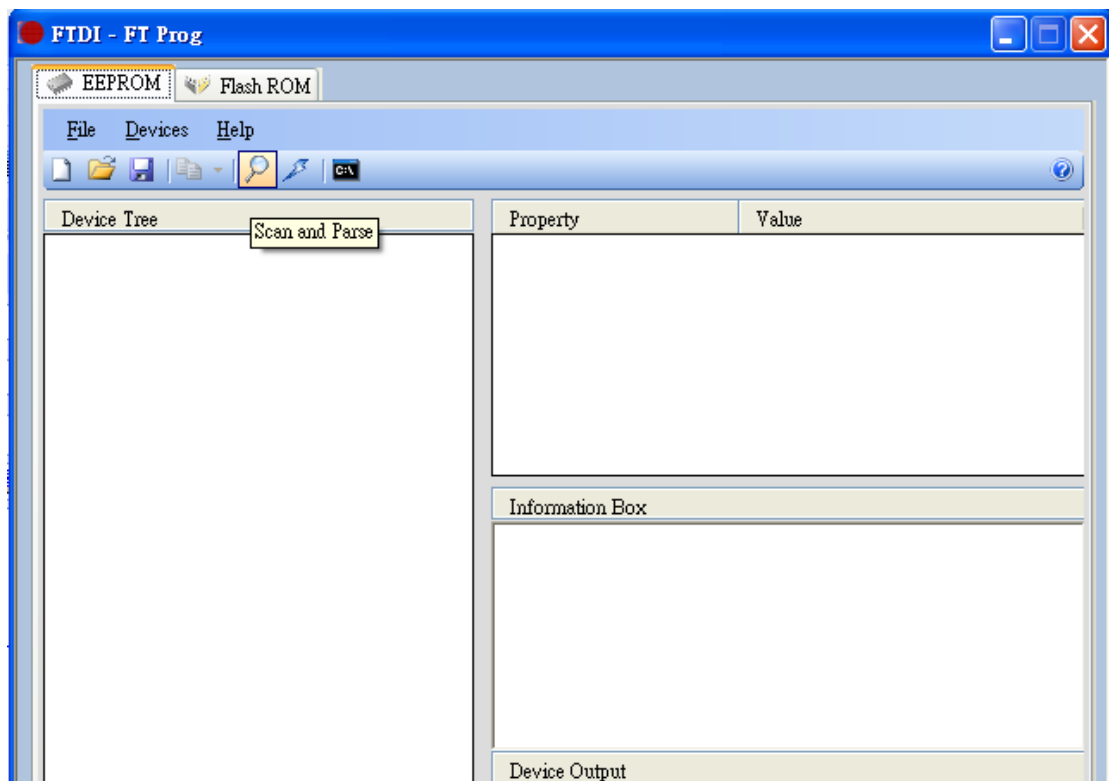 FTDI - FT Prog
EEPROM Flash ROM
File Devices Help
C:\
Device Tree
Scan and Parse
Property Value
Information Box
Device Output